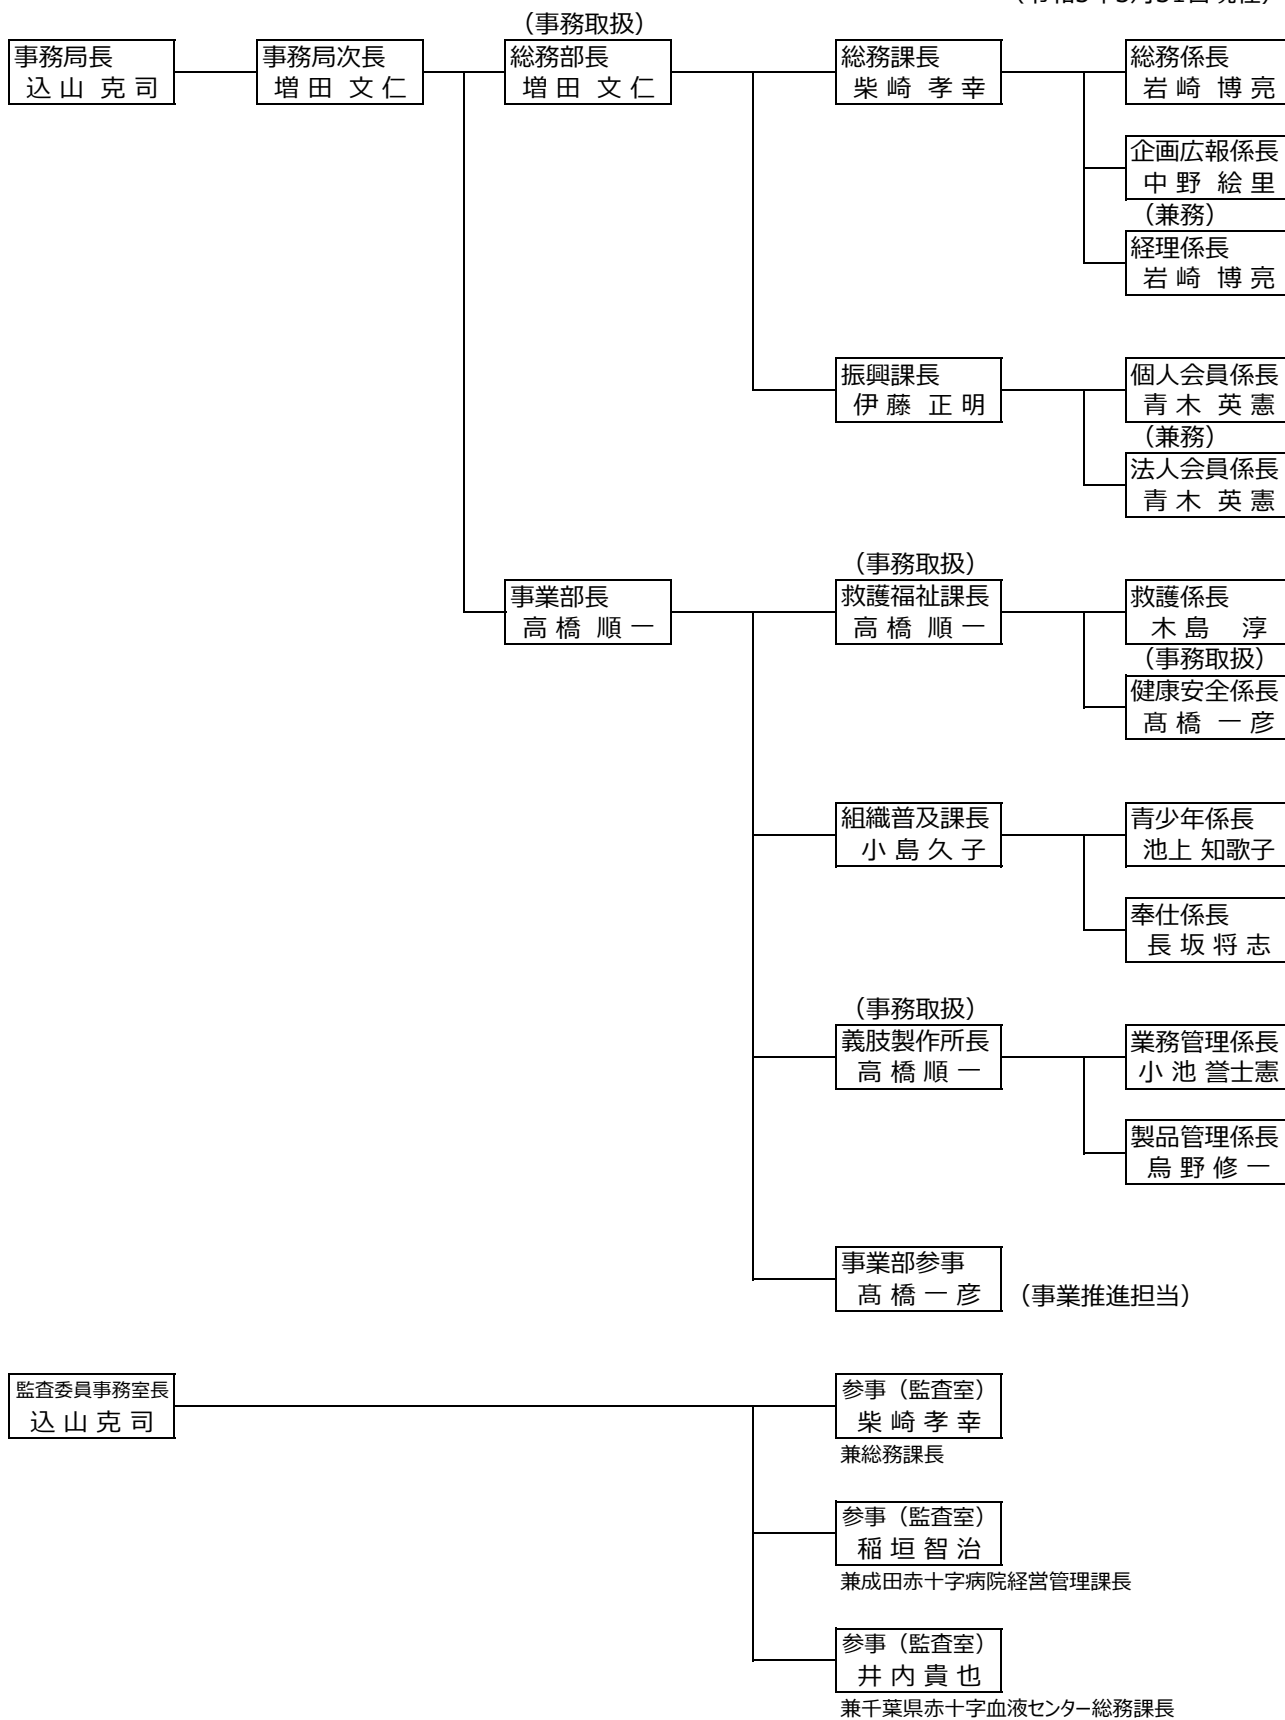 （事務取扱）
事務局長
込山 克司
事務局次長
増田 文仁
総務部長
増田 文仁
総務課長
柴崎 孝幸
総務係長
岩崎 博亮
企画広報係長
中野 絵里
（兼務）
経理係長
岩崎 博亮
振興課長
伊藤 正明
個人会員係長
青木 英憲
（兼務）
法人会員係長
青木 英憲
事業部長
高橋 順一
（事務取扱）
救護福祉課長
高橋 順一
救護係長
木島 淳
（事務取扱）
健康安全係長
髙橋 一彦
組織普及課長
小島久子
青少年係長
池上 知歌子
奉仕係長
長坂将志
（事務取扱）
義肢製作所長
高橋順一
業務管理係長
小池 誉士憲
製品管理係長
烏野修一
事業部参事
髙橋一彦
（事業推進担当）
監査委員事務室長
込山克司
参事（監査室）
柴崎孝幸
兼総務課長
参事（監査室）
稲垣智治
兼成田赤十字病院経営管理課長
参事（監査室）
井内貴也
兼千葉県赤十字血液センター総務課長